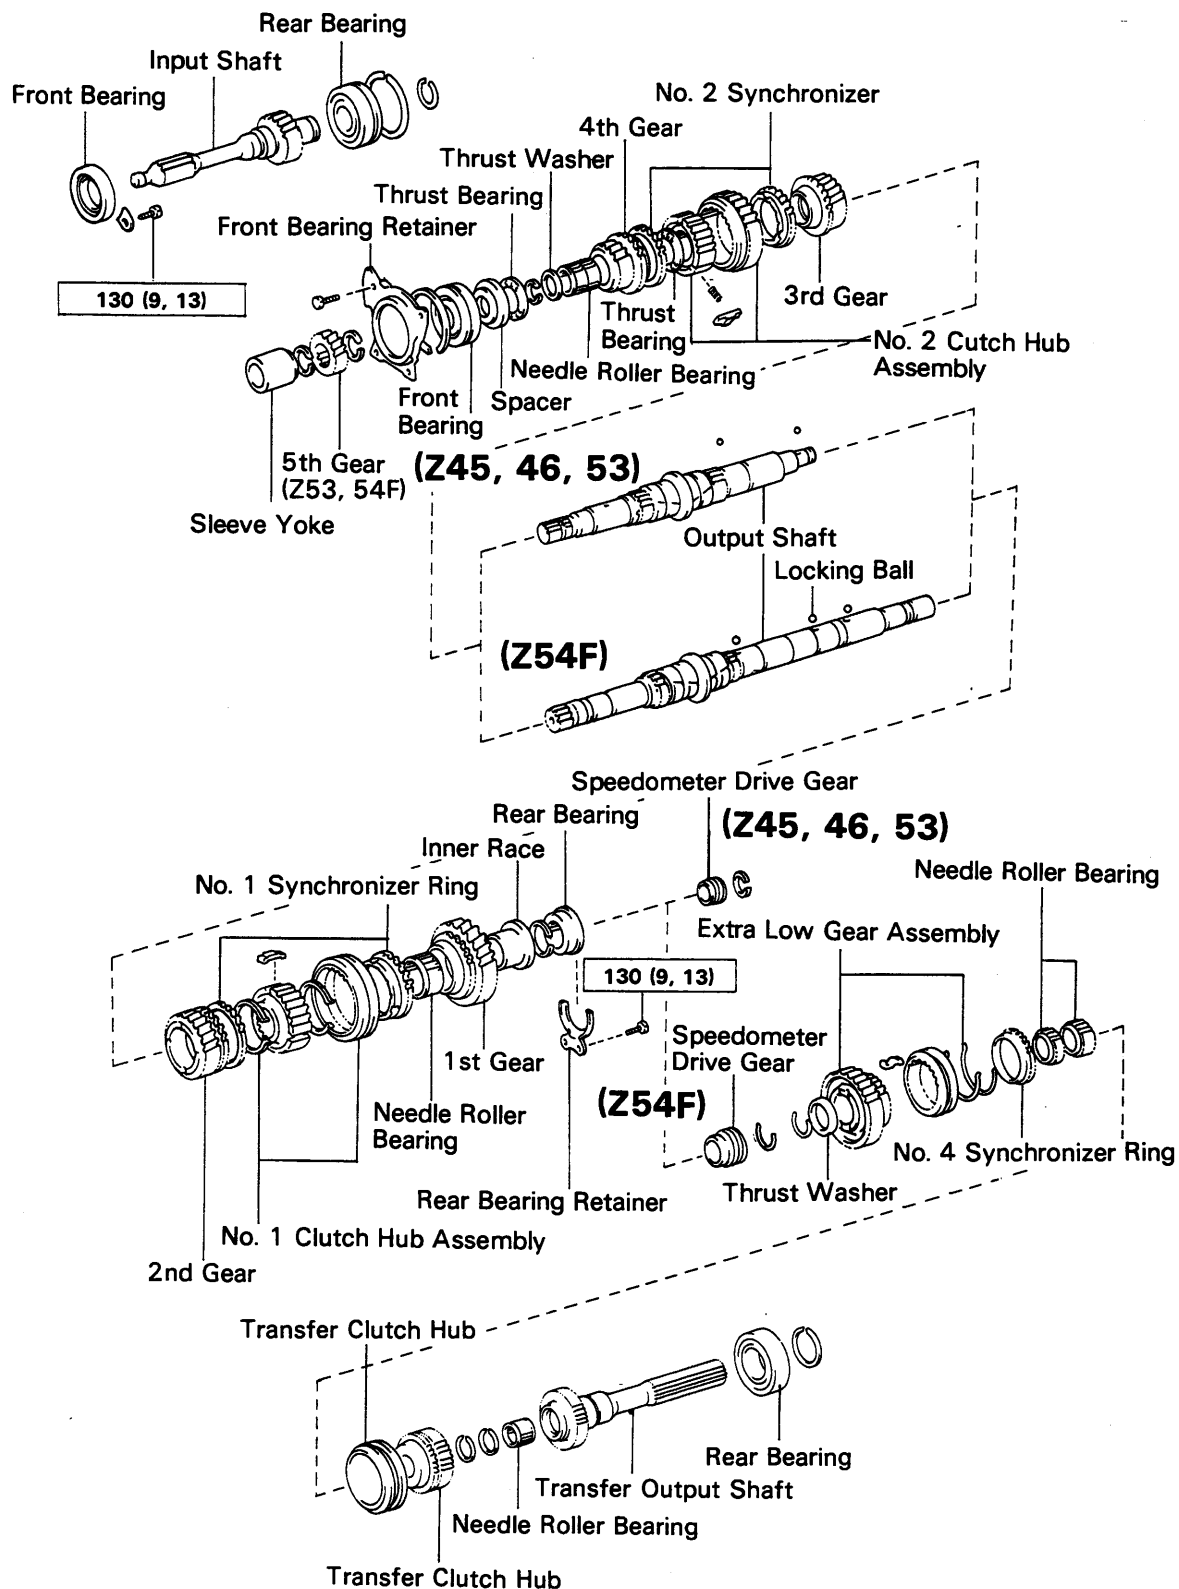 Rear Bearing
Input Shaft
Front Bearing
No. 2 Synchronizer
4th Gear
Thrust Washer
Thrust Bearing
Front Bearing Retainer
130 (9, 13)
3rd Gear
Thrust
Bearing
No. 2 Cutch Hub
Assembly
Needle Roller Bearing
Front
Bearing
Spacer
5th Gear
(Z53, 54F)
(Z45, 46, 53)
Sleeve Yoke
Output Shaft
Locking Ball
(Z54F)
Speedometer Drive Gear
Rear Bearing
(Z45, 46, 53)
Inner Race
No. 1 Synchronizer Ring
Needle Roller Bearing
Extra Low Gear Assembly
130 (9, 13)
Speedometer
Drive Gear
1st Gear
(Z54F)
Needle Roller
Bearing
No. 4 Synchronizer Ring
Thrust Washer
Rear Bearing Retainer
No. 1 Clutch Hub Assembly
2nd Gear
Transfer Clutch Hub
Rear Bearing
Transfer Output Shaft
Needle Roller Bearing
Transfer Clutch Hub